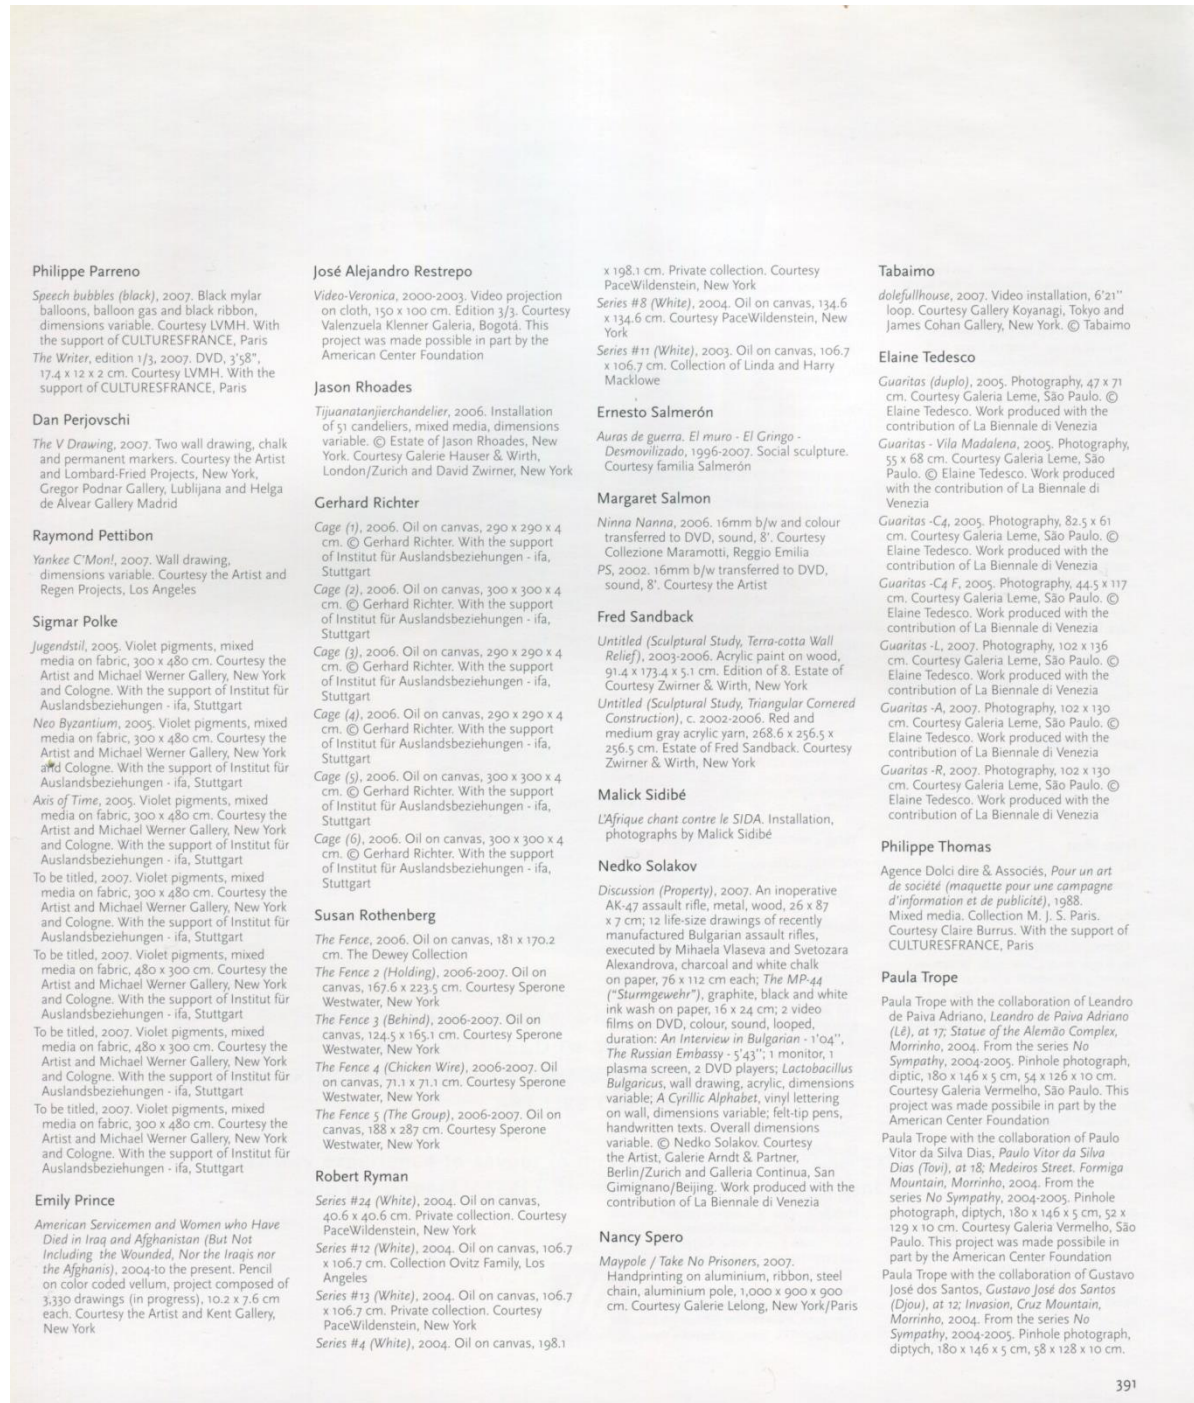 Philippe Parreno
Speech bubbles (black), 2007. Black mylar
balloons, balloon gas and black ribbon,
dimensions variable. Courtesy LVMH. With
the support of CULTURESFRANCE, Paris
The Writer, edition 1/3, 2007. DVD, 3'58",
17.4 x 12 x 2 cm. Courtesy LVMH. With the
support of CULTURESFRANCE, Paris
Dan Perjovschi
The V Drawing, 2007. Two wall drawing, chalk
and permanent markers. Courtesy the Artist
and Lombard-Fried Projects, New York,
Gregor Podnar Gallery, Lublijana and Helga
de Alvear Gallery Madrid
Raymond Pettibon
Yankee C'Mon!, 2007. Wall drawing,
dimensions variable. Courtesy the Artist and
Regen Projects, Los Angeles
Sigmar Polke
Jugendstil, 2005. Violet pigments, mixed
media on fabric, 300 x 480 cm. Courtesy the
Artist and Michael Werner Gallery, New York
and Cologne. With the support of Institut für
Auslandsbeziehungen - ifa, Stuttgart
Neo Byzantium, 2005. Violet pigments, mixed
media on fabric, 300 x 480 cm. Courtesy the
Artist and Michael Werner Gallery, New York
and Cologne. With the support of Institut für
Auslandsbeziehungen - ifa, Stuttgart
Axis of Time, 2005. Violet pigments, mixed
media on fabric, 300 x 480 cm. Courtesy the
Artist and Michael Werner Gallery, New York
and Cologne. With the support of Institut für
Auslandsbeziehungen - ifa, Stuttgart
To be titled, 2007. Violet pigments, mixed
media on fabric, 300 x 480 cm. Courtesy the
Artist and Michael Werner Gallery, New York
and Cologne. With the support of Institut für
Auslandsbeziehungen - ifa, Stuttgart
To be titled, 2007. Violet pigments, mixed
media on fabric, 480 x 300 cm. Courtesy the
Artist and Michael Werner Gallery, New York
and Cologne. With the support of Institut für
Auslandsbeziehungen - ifa, Stuttgart
To be titled, 2007. Violet pigments, mixed
media on fabric, 480 x 300 cm. Courtesy the
Artist and Michael Werner Gallery, New York
and Cologne. With the support of Institut für
Auslandsbeziehungen - ifa, Stuttgart
To be titled, 2007. Violet pigments, mixed
media on fabric, 300 x 480 cm. Courtesy the
Artist and Michael Werner Gallery, New York
and Cologne. With the support of Institut für
Auslandsbeziehungen - ifa, Stuttgart
Emily Prince
American Servicemen and Women who Have
Died in Iraq and Afghanistan (But Not
Including the Wounded, Nor the Iraqis nor
the Afghanis), 2004-to the present. Pencil
on color coded vellum, project composed of
3,330 drawings (in progress), 10.2 x 7.6 cm
each. Courtesy the Artist and Kent Gallery,
New York
José Alejandro Restrepo
Video-Veronica, 2000-2003. Video projection
on cloth, 150 x 100 cm. Edition 3/3. Courtesy
Valenzuela Klenner Galeria, Bogotá. This
project was made possible in part by the
American Center Foundation
Jason Rhoades
Tijuanatanjierchandelier, 2006. Installation
of 51 candeliers, mixed media, dimensions
variable. © Estate of Jason Rhoades, New
York. Courtesy Galerie Hauser & Wirth,
London/Zurich and David Zwirner, New York
Gerhard Richter
Cage (1), 2006. Oil on canvas, 290 x 290 x 4
cm. © Gerhard Richter. With the support
of Institut für Auslandsbeziehungen - ifa,
Stuttgart
Cage (2), 2006. Oil on canvas, 300 x 300 x 4
cm. © Gerhard Richter. With the support
of Institut für Auslandsbeziehungen - ifa,
Stuttgart
Cage (3), 2006. Oil on canvas, 290 x 290 x 4
cm. © Gerhard Richter. With the support
of Institut für Auslandsbeziehungen - ifa,
Stuttgart
Cage (4), 2006. Oil on canvas, 290 x 290 x 4
cm. © Gerhard Richter. With the support
of Institut für Auslandsbeziehungen - ifa,
Stuttgart
Cage (5), 2006. Oil on canvas, 300 x 300 x 4
cm. © Gerhard Richter. With the support
of Institut für Auslandsbeziehungen - ifa,
Stuttgart
Cage (6), 2006. Oil on canvas, 300 x 300 x 4
cm. © Gerhard Richter. With the support
of Institut für Auslandsbeziehungen - ifa,
Stuttgart
Susan Rothenberg
The Fence, 2006. Oil on canvas, 181 x 170.2
cm. The Dewey Collection
The Fence 2 (Holding), 2006-2007. Oil on
canvas, 167.6 x 223.5 cm. Courtesy Sperone
Westwater, New York
The Fence 3 (Behind), 2006-2007. Oil on
canvas, 124.5 x 165.1 cm. Courtesy Sperone
Westwater, New York
The Fence 4 (Chicken Wire), 2006-2007. Oil
on canvas, 71.1 x 71.1 cm. Courtesy Sperone
Westwater, New York
The Fence 5 (The Group), 2006-2007. Oil on
canvas, 188 x 287 cm. Courtesy Sperone
Westwater, New York
Robert Ryman
Series #24 (White), 2004. Oil on canvas,
40.6 x 40.6 cm. Private collection. Courtesy
PaceWildenstein, New York
Series #12 (White), 2004. Oil on canvas, 106.7
x 106.7 cm. Collection Ovitz Family, Los
Angeles
Series #13 (White), 2004. Oil on canvas, 106.7
x 106.7 cm. Private collection. Courtesy
PaceWildenstein, New York
Series #4 (White), 2004. Oil on canvas, 198.1
x 198.1 cm. Private collection. Courtesy
PaceWildenstein, New York
Series #8 (White), 2004. Oil on canvas, 134.6
x 134.6 cm. Courtesy PaceWildenstein, New
York
Series #11 (White), 2003. Oil on canvas, 106.7
x 106.7 cm. Collection of Linda and Harry
Macklowe
Ernesto Salmerón
Auras de guerra. El muro - El Gringo -
Desmovilizado, 1996-2007. Social sculpture.
Courtesy familia Salmerón
Margaret Salmon
Ninna Nanna, 2006. 16mm b/w and colour
transferred to DVD, sound, 8'. Courtesy
Collezione Maramotti, Reggio Emilia
PS, 2002. 16mm b/w transferred to DVD,
sound, 8'. Courtesy the Artist
Fred Sandback
Untitled (Sculptural Study, Terra-cotta Wall
Relief), 2003-2006. Acrylic paint on wood,
91.4 x 173.4 x 5.1 cm. Edition of 8. Estate of
Courtesy Zwirner & Wirth, New York
Untitled (Sculptural Study, Triangular Cornered
Construction), c. 2002-2006. Red and
medium gray acrylic yarn, 268.6 x 256.5 x
256.5 cm. Estate of Fred Sandback. Courtesy
Zwirner & Wirth, New York
Malick Sidibé
L'Afrique chant contre le SIDA. Installation,
photographs by Malick Sidibé
Nedko Solakov
Discussion (Property), 2007. An inoperative
AK-47 assault rifle, metal, wood, 26 x 87
x 7 cm; 12 life-size drawings of recently
manufactured Bulgarian assault rifles,
executed by Mihaela Vlaseva and Svetozara
Alexandrova, charcoal and white chalk
on paper, 76 x 112 cm each; The MP-44
("Sturmgewehr"), graphite, black and white
ink wash on paper, 16 x 24 cm; 2 video
films on DVD, colour, sound, looped,
duration: An Interview in Bulgarian - 1'04",
The Russian Embassy - 5'43"; 1 monitor, 1
plasma screen, 2 DVD players; Lactobacillus
Bulgaricus, wall drawing, acrylic, dimensions
variable; A Cyrillic Alphabet, vinyl lettering
on wall, dimensions variable; felt-tip pens,
handwritten texts. Overall dimensions
variable. © Nedko Solakov. Courtesy
the Artist, Galerie Arndt & Partner,
Berlin/Zurich and Galleria Continua, San
Gimignano/Beijing. Work produced with the
contribution of La Biennale di Venezia
Nancy Spero
Maypole / Take No Prisoners, 2007.
Handprinting on aluminium, ribbon, steel
chain, aluminium pole, 1,000 x 900 x 900
cm. Courtesy Galerie Lelong, New York/Paris
Tabaimo
dolefullhouse, 2007. Video installation, 6'21"
loop. Courtesy Gallery Koyanagi, Tokyo and
James Cohan Gallery, New York. © Tabaimo
Elaine Tedesco
Guaritas (duplo), 2005. Photography, 47 x 71
cm. Courtesy Galeria Leme, São Paulo. ©
Elaine Tedesco. Work produced with the
contribution of La Biennale di Venezia
Guaritas - Vila Madalena, 2005. Photography,
55 x 68 cm. Courtesy Galeria Leme, São
Paulo. © Elaine Tedesco. Work produced
with the contribution of La Biennale di
Venezia
Guaritas -C4, 2005. Photography, 82.5 x 61
cm. Courtesy Galeria Leme, São Paulo. ©
Elaine Tedesco. Work produced with the
contribution of La Biennale di Venezia
Guaritas -C4 F, 2005. Photography, 44.5 x 117
cm. Courtesy Galeria Leme, São Paulo. ©
Elaine Tedesco. Work produced with the
contribution of La Biennale di Venezia
Guaritas -L, 2007. Photography, 102 x 136
cm. Courtesy Galeria Leme, São Paulo. ©
Elaine Tedesco. Work produced with the
contribution of La Biennale di Venezia
Guaritas -A, 2007. Photography, 102 x 130
cm. Courtesy Galeria Leme, São Paulo. ©
Elaine Tedesco. Work produced with the
contribution of La Biennale di Venezia
Guaritas -R, 2007. Photography, 102 x 130
cm. Courtesy Galeria Leme, São Paulo. ©
Elaine Tedesco. Work produced with the
contribution of La Biennale di Venezia
Philippe Thomas
Agence Dolci dire & Associés, Pour un art
de société (maquette pour une campagne
d'information et de publicité), 1988.
Mixed media. Collection M. J. S. Paris.
Courtesy Claire Burrus. With the support of
CULTURESFRANCE, Paris
Paula Trope
Paula Trope with the collaboration of Leandro
de Paiva Adriano, Leandro de Paiva Adriano
(Lê), at 17; Statue of the Alemão Complex,
Morrinho, 2004. From the series No
Sympathy, 2004-2005. Pinhole photograph,
diptic, 180 x 146 x 5 cm, 54 x 126 x 10 cm.
Courtesy Galeria Vermelho, São Paulo. This
project was made possibile in part by the
American Center Foundation
Paula Trope with the collaboration of Paulo
Vitor da Silva Dias, Paulo Vitor da Silva
Dias (Tovi), at 18; Medeiros Street. Formiga
Mountain, Morrinho, 2004. From the
series No Sympathy, 2004-2005. Pinhole
photograph, diptych, 180 x 146 x 5 cm, 52 x
129 x 10 cm. Courtesy Galeria Vermelho, São
Paulo. This project was made possibile in
part by the American Center Foundation
Paula Trope with the collaboration of Gustavo
José dos Santos, Gustavo José dos Santos
(Djou), at 12; Invasion, Cruz Mountain,
Morrinho, 2004. From the series No
Sympathy, 2004-2005. Pinhole photograph,
diptych, 180 x 146 x 5 cm, 58 x 128 x 10 cm.
391